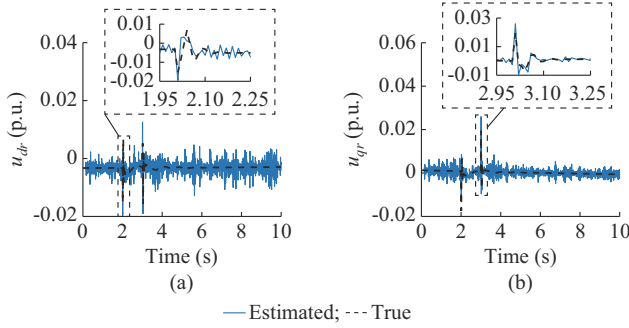 0.01
0
-0.01
-0.02
1.95 2.10 2.25
0.04
0.02
0
-0.02
u_dr (p.u.)
0 2 4 6 8 10
Time (s)
(a)
0.03
0.01
-0.01
2.95 3.10 3.25
0.06
0.04
0.02
0
-0.02
u_qr (p.u.)
0 2 4 6 8 10
Time (s)
(b)
Estimated; True